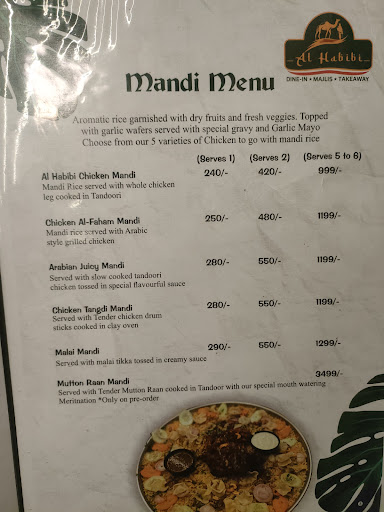 Al Habibi
DINE-IN • MAJLIS • TAKEAWAY
Mandi Menu
Aromatic rice garnished with dry fruits and fresh veggies. Topped
with garlic wafers served with special gravy and Garlic Mayo
Choose from our 5 varieties of Chicken to go with mandi rice
(Serves 1) (Serves 2) (Serves 5 to 6)
Al Habibi Chicken Mandi 240/- 420/- 999/-
Mandi Rice served with whole chicken
leg cooked in Tandoori
Chicken Al-Faham Mandi 250/- 480/- 1199/-
Mandi rice served with Arabic
style grilled chicken
Arabian Juicy Mandi 280/- 550/- 1199/-
Served with slow cooked tandoori
chicken tossed in special flavourful sauce
Chicken Tangdi Mandi 280/- 550/- 1199/-
Served with Tender chicken drum
sticks cooked in clay oven
Malai Mandi 290/- 550/- 1299/-
Served with malai tikka tossed in creamy sauce
Mutton Raan Mandi 3499/-
Served with Tender Mutton Raan cooked in Tandoor with our special mouth watering
Merination *Only on pre-order